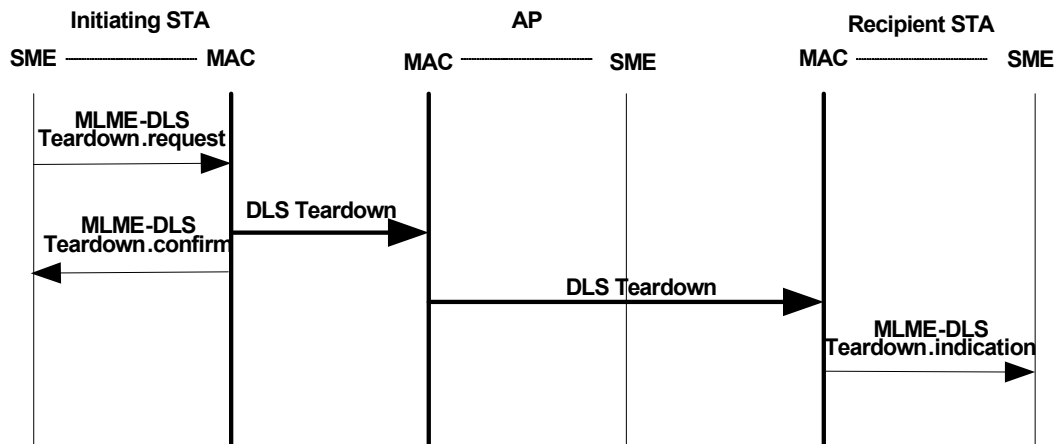 Initiating STA
AP
Recipient STA
SME
MAC
MAC
SME
MAC
SME
MLME-DLS
Teardown.request
DLS Teardown
MLME-DLS
Teardown.confirm
DLS Teardown
MLME-DLS
Teardown.indication